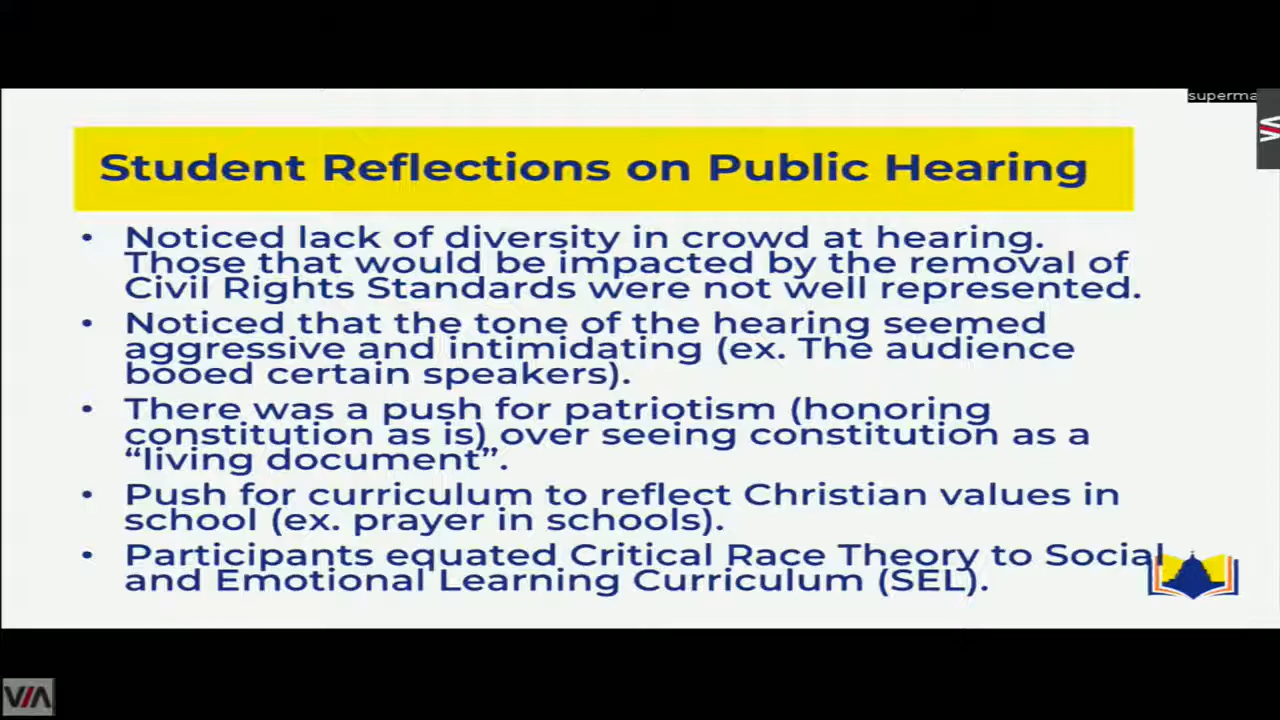 superma
Student Reflections on Public Hearing
• Noticed lack of diversity in crowd at hearing.
Those that would be impacted by the removal of
Civil Rights Standards were not well represented.
• Noticed that the tone of the hearing seemed
aggressive and intimidating (ex. The audience
booed certain speakers).
• There was a push for patriotism (honoring
constitution as is) over seeing constitution as a
“living document”.
• Push for curriculum to reflect Christian values in
school (ex. prayer in schools).
• Participants equated Critical Race Theory to Social
and Emotional Learning Curriculum (SEL).
VIA